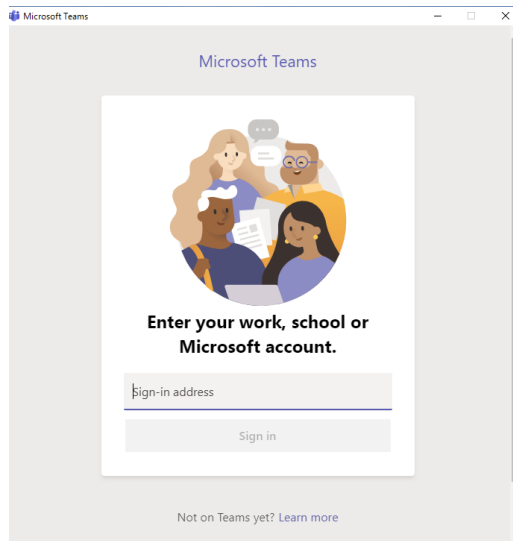 Microsoft Teams
Microsoft Teams
Enter your work, school or
Microsoft account.
Sign-in address
Sign in
Not on Teams yet? Learn more